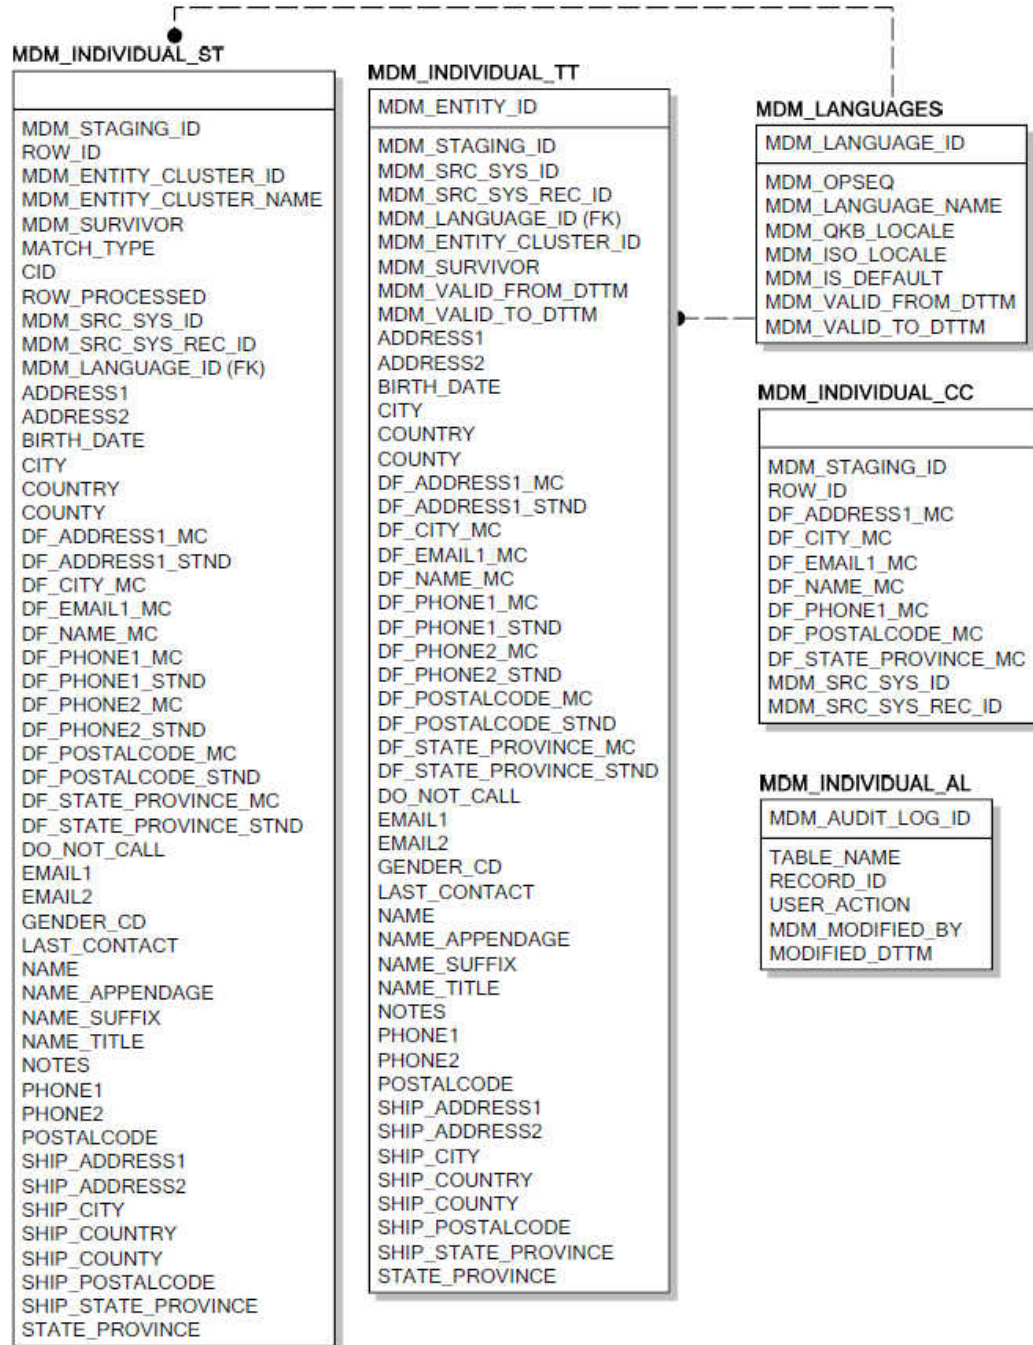 MDM_INDIVIDUAL_ST
MDM_STAGING_ID
ROW_ID
MDM_ENTITY_CLUSTER_ID
MDM_ENTITY_CLUSTER_NAME
MDM_SURVIVOR
MATCH_TYPE
CID
ROW_PROCESSED
MDM_SRC_SYS_ID
MDM_SRC_SYS_REC_ID
MDM_LANGUAGE_ID (FK)
ADDRESS1
ADDRESS2
BIRTH_DATE
CITY
COUNTRY
COUNTY
DF_ADDRESS1_MC
DF_ADDRESS1_STND
DF_CITY_MC
DF_EMAIL1_MC
DF_NAME_MC
DF_PHONE1_MC
DF_PHONE1_STND
DF_PHONE2_MC
DF_PHONE2_STND
DF_POSTALCODE_MC
DF_POSTALCODE_STND
DF_STATE_PROVINCE_MC
DF_STATE_PROVINCE_STND
DO_NOT_CALL
EMAIL1
EMAIL2
GENDER_CD
LAST_CONTACT
NAME
NAME_APPENDAGE
NAME_SUFFIX
NAME_TITLE
NOTES
PHONE1
PHONE2
POSTALCODE
SHIP_ADDRESS1
SHIP_ADDRESS2
SHIP_CITY
SHIP_COUNTRY
SHIP_COUNTY
SHIP_POSTALCODE
SHIP_STATE_PROVINCE
STATE_PROVINCE
MDM_INDIVIDUAL_TT
MDM_ENTITY_ID
MDM_STAGING_ID
MDM_SRC_SYS_ID
MDM_SRC_SYS_REC_ID
MDM_LANGUAGE_ID (FK)
MDM_ENTITY_CLUSTER_ID
MDM_SURVIVOR
MDM_VALID_FROM_DTTM
MDM_VALID_TO_DTTM
ADDRESS1
ADDRESS2
BIRTH_DATE
CITY
COUNTRY
COUNTY
DF_ADDRESS1_MC
DF_ADDRESS1_STND
DF_CITY_MC
DF_EMAIL1_MC
DF_NAME_MC
DF_PHONE1_MC
DF_PHONE1_STND
DF_PHONE2_MC
DF_PHONE2_STND
DF_POSTALCODE_MC
DF_POSTALCODE_STND
DF_STATE_PROVINCE_MC
DF_STATE_PROVINCE_STND
DO_NOT_CALL
EMAIL1
EMAIL2
GENDER_CD
LAST_CONTACT
NAME
NAME_APPENDAGE
NAME_SUFFIX
NAME_TITLE
NOTES
PHONE1
PHONE2
POSTALCODE
SHIP_ADDRESS1
SHIP_ADDRESS2
SHIP_CITY
SHIP_COUNTRY
SHIP_COUNTY
SHIP_POSTALCODE
SHIP_STATE_PROVINCE
STATE_PROVINCE
MDM_LANGUAGES
MDM_LANGUAGE_ID
MDM_OPSEQ
MDM_LANGUAGE_NAME
MDM_QKB_LOCALE
MDM_ISO_LOCALE
MDM_IS_DEFAULT
MDM_VALID_FROM_DTTM
MDM_VALID_TO_DTTM
MDM_INDIVIDUAL_CC
MDM_STAGING_ID
ROW_ID
DF_ADDRESS1_MC
DF_CITY_MC
DF_EMAIL1_MC
DF_NAME_MC
DF_PHONE1_MC
DF_POSTALCODE_MC
DF_STATE_PROVINCE_MC
MDM_SRC_SYS_ID
MDM_SRC_SYS_REC_ID
MDM_INDIVIDUAL_AL
MDM_AUDIT_LOG_ID
TABLE_NAME
RECORD_ID
USER_ACTION
MDM_MODIFIED_BY
MODIFIED_DTTM